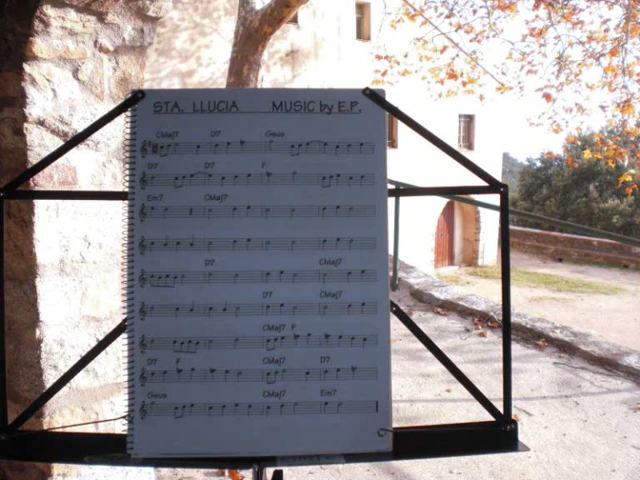 STA. LLUCIA MUSIC by E.P.
CMaj7 D7 Gsus
D7 D7 F
Em7 CMaj7
D7 CMaj7
D7 CMaj7
CMaj7 F
D7 F CMaj7 D7
Gsus CMaj7 Em7